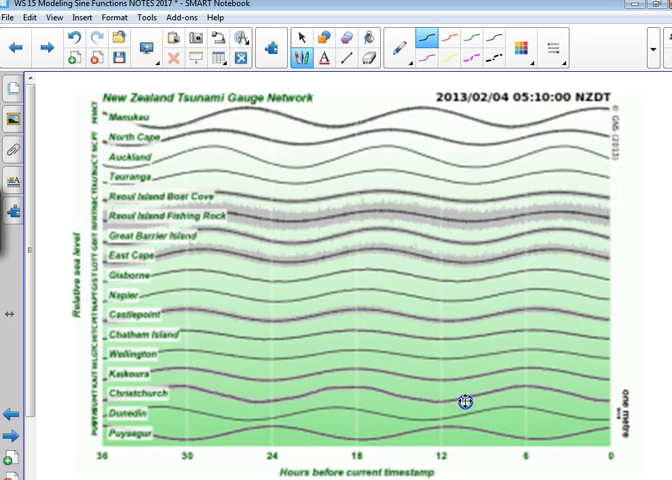 WS 15 Modeling Sine Functions NOTES 2017 * - SMART Notebook
File Edit View Insert Format Tools Add-ons Help
New Zealand Tsunami Gauge Network
2013/02/04 05:10:00 NZDT
© GNS (2013)
Manukau
North Cape
Auckland
Tauranga
Raoul Island Boat Cove
Raoul Island Fishing Rock
Great Barrier Island
East Cape
Gisborne
Napier
Castlepoint
Chatham Island
Wellington
Kaikoura
Christchurch
Dunedin
Puysegur
Relative sea level
one metre
36 30 24 18 12 6 0
Hours before current timestamp